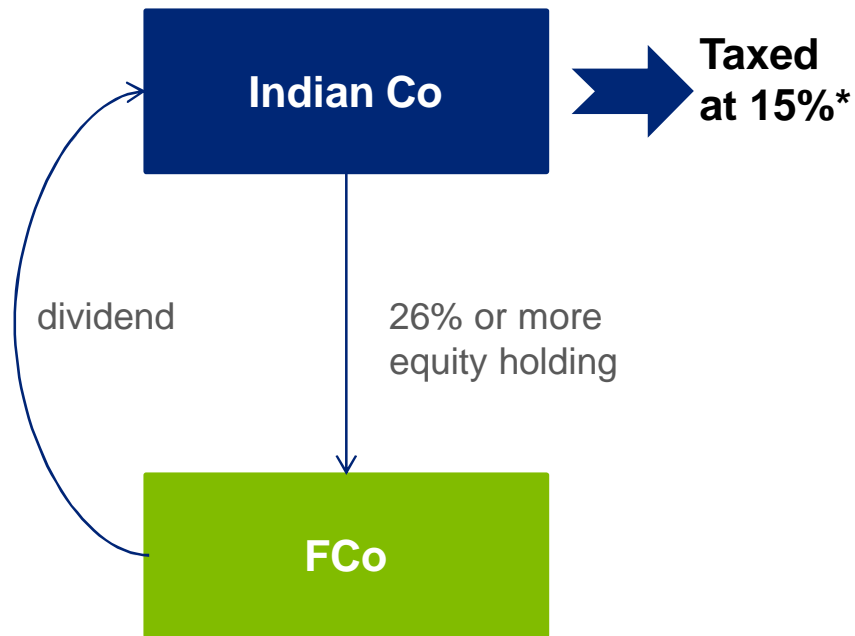 Indian Co
Taxed
at 15%*
dividend
26% or more
equity holding
FCo